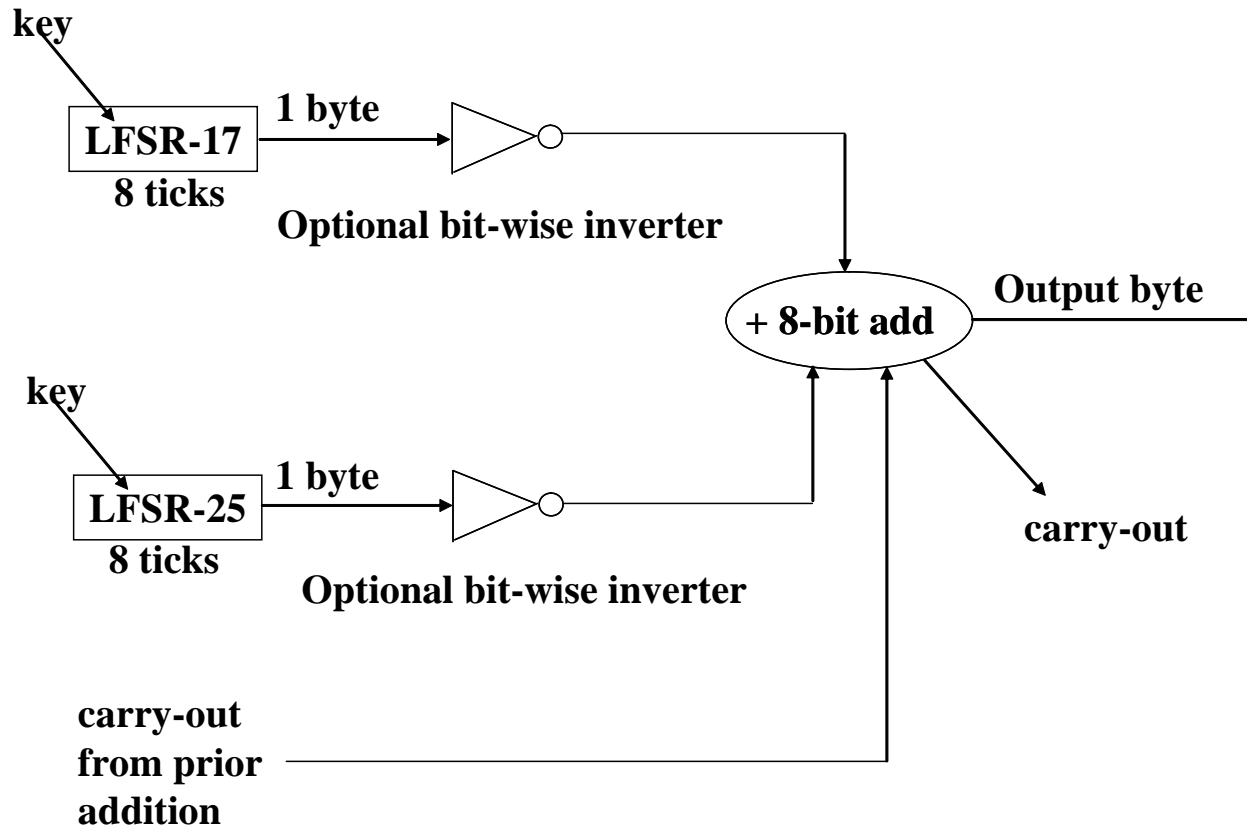 key
LFSR-17
8 ticks
1 byte
Optional bit-wise inverter
+ 8-bit add
Output byte
key
LFSR-25
8 ticks
1 byte
Optional bit-wise inverter
carry-out
carry-out
from prior
addition